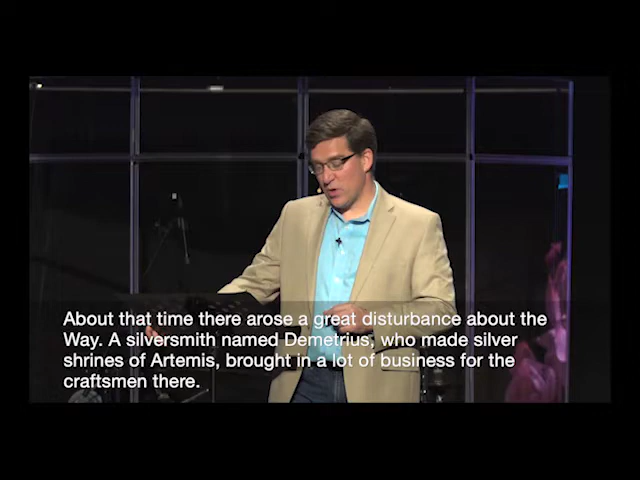 About that time there arose a great disturbance about the
Way. A silversmith named Demetrius, who made silver
shrines of Artemis, brought in a lot of business for the
craftsmen there.